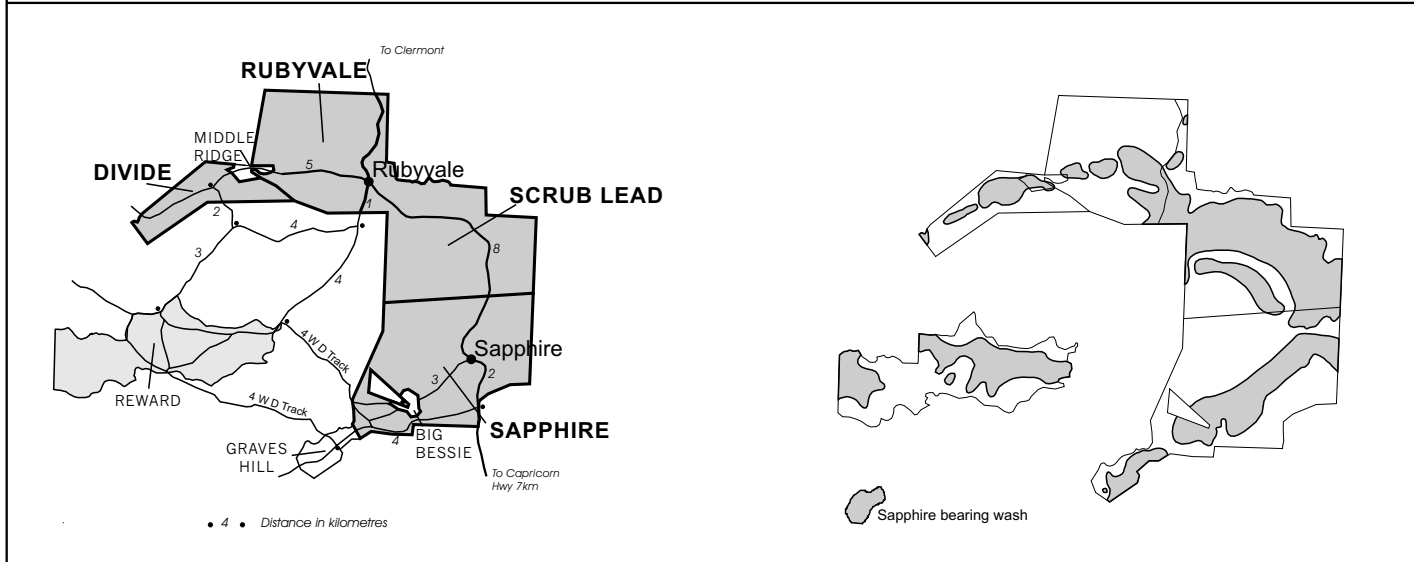 To Clermont
RUBYVALE
MIDDLE
RIDGE
5
DIVIDE
Rubyvale
SCRUB LEAD
2
1
4
8
3
4
4 W D Track
Sapphire
3
2
REWARD
4 W D Track
SAPPHIRE
4
BIG
BESSIE
GRAVES
HILL
To Capricorn
Hwy 7km
• 4 • Distance in kilometres
Sapphire bearing wash